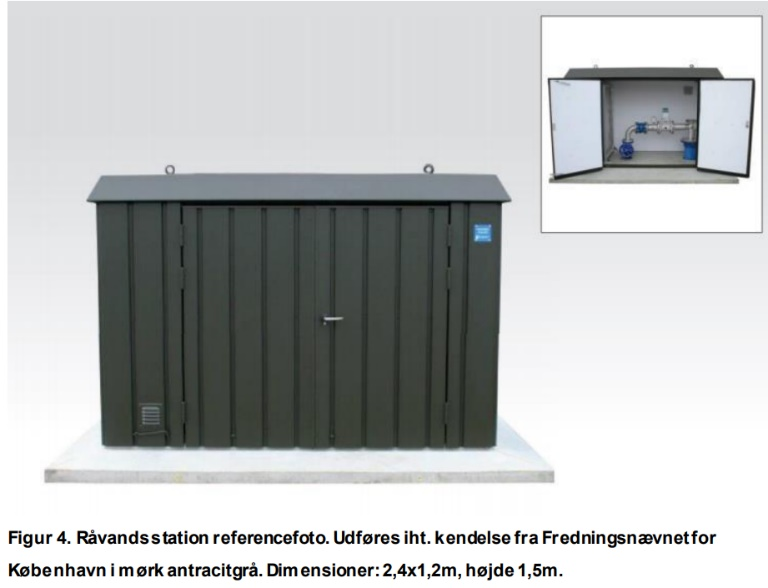 Figur 4. Råvandsstation referencefoto. Udføres iht. kendelse fra Fredningsnævnet for
København i mørk antracitgrå. Dimensioner: 2,4x1,2m, højde 1,5m.